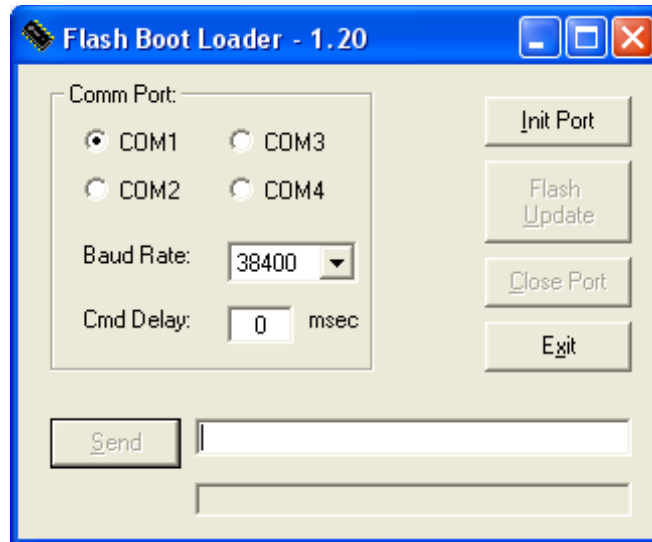 Flash Boot Loader - 1.20
Comm Port:
COM1
COM3
COM2
COM4
Baud Rate:
38400
Cmd Delay:
0
msec
Init Port
Flash
Update
Close Port
Exit
Send